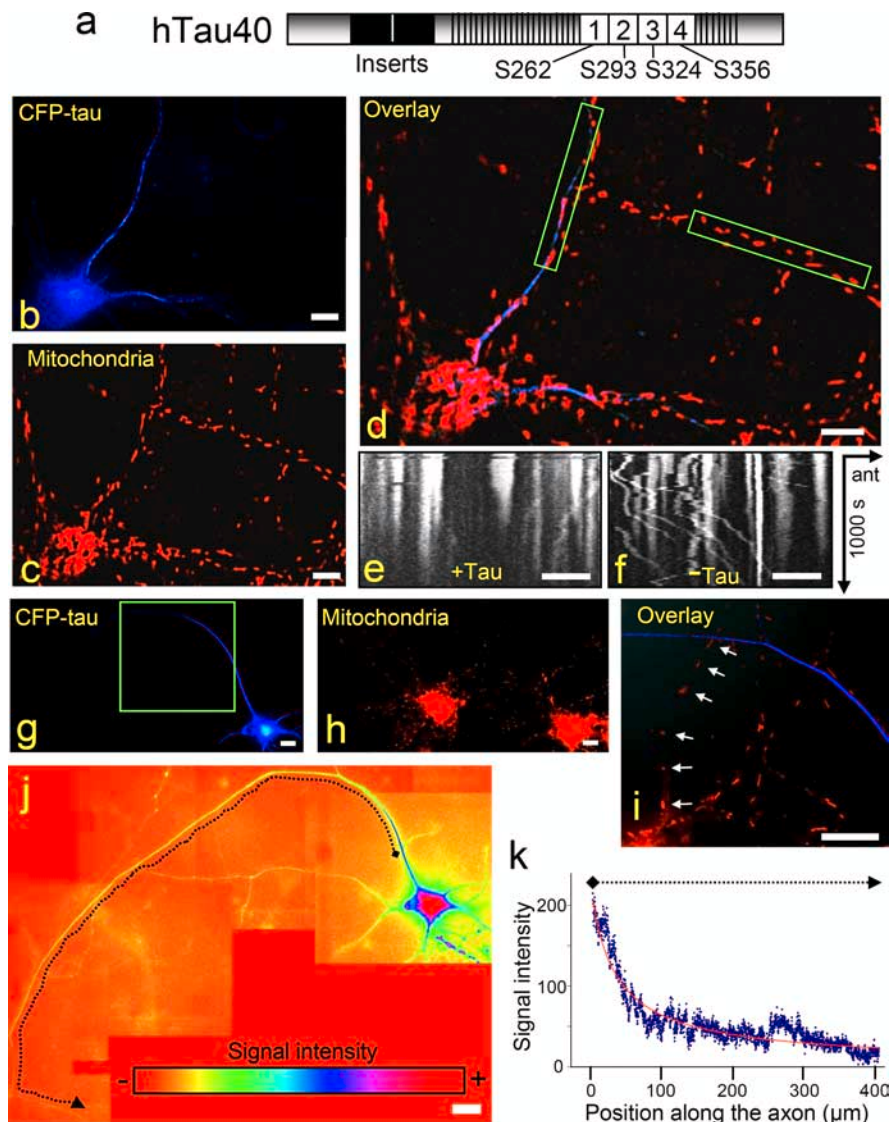 a
hTau40
1 2 3 4
Inserts
S262 S293 S324 S356
CFP-tau
b
Overlay
d
Mitochondria
c
e
+Tau
f
-Tau
ant
1000 s
CFP-tau
g
Mitochondria
h
Overlay
i
j
Signal intensity
- +
k
Signal intensity
200
100
50
0
0 100 200 300 400
Position along the axon (µm)